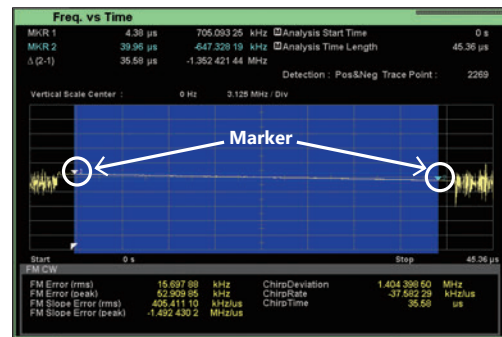 Freq. vs Time
MKR 1 4.38 µs 705.093 25 kHz M Analysis Start Time 0 s
MKR 2 39.96 µs -647.328 19 kHz M Analysis Time Length 45.36 µs
Δ(2-1) 35.58 µs -1.352 421 44 MHz
Detection : Pos&Neg Trace Point : 2269
Vertical Scale Center : 0 Hz 3.125 MHz / Div
Marker
Start 0 s Stop 45.36 µs
FM CW
FM Error (rms) 15.697 88 kHz ChirpDeviation 1.404 398 50 MHz
FM Error (peak) 52.909 85 kHz ChirpRate -37.582 29 kHz/us
FM Slope Error (rms) 405.411 10 kHz/us ChirpTime 35.58 us
FM Slope Error (peak) -1.492 430 2 MHz/us